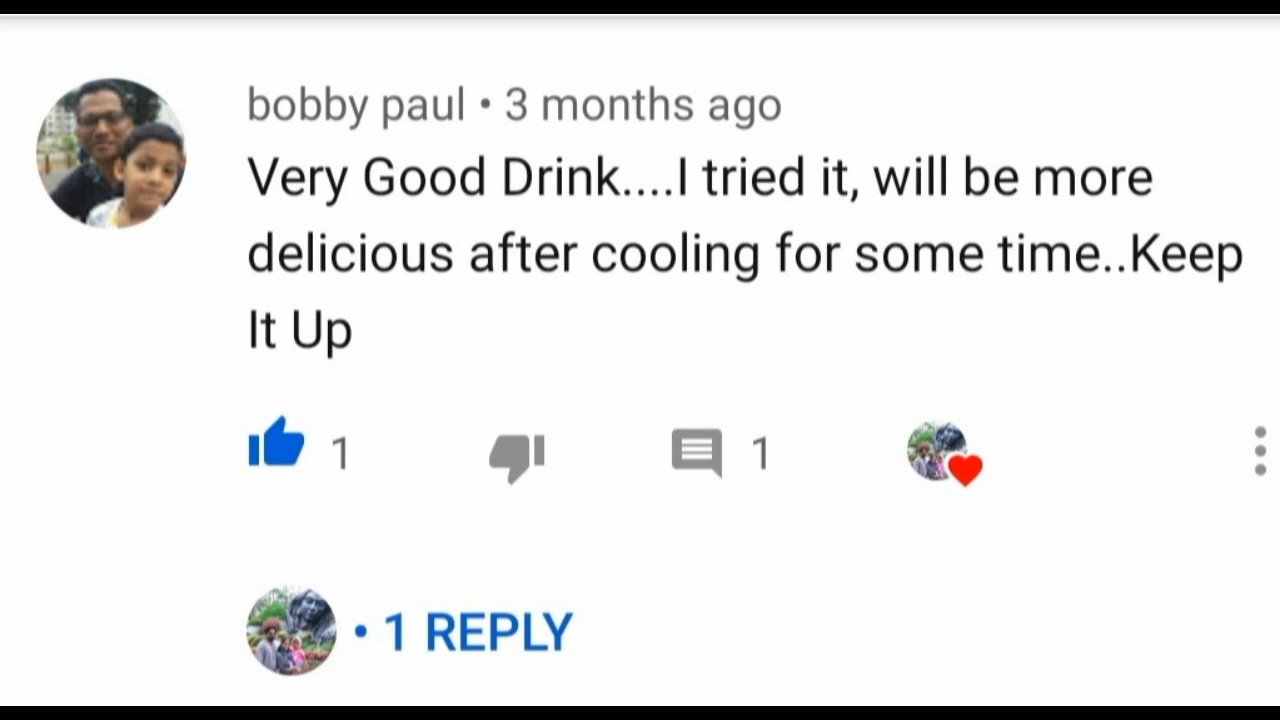 bobby paul • 3 months ago
Very Good Drink....I tried it, will be more
delicious after cooling for some time..Keep
It Up
1
1
• 1 REPLY